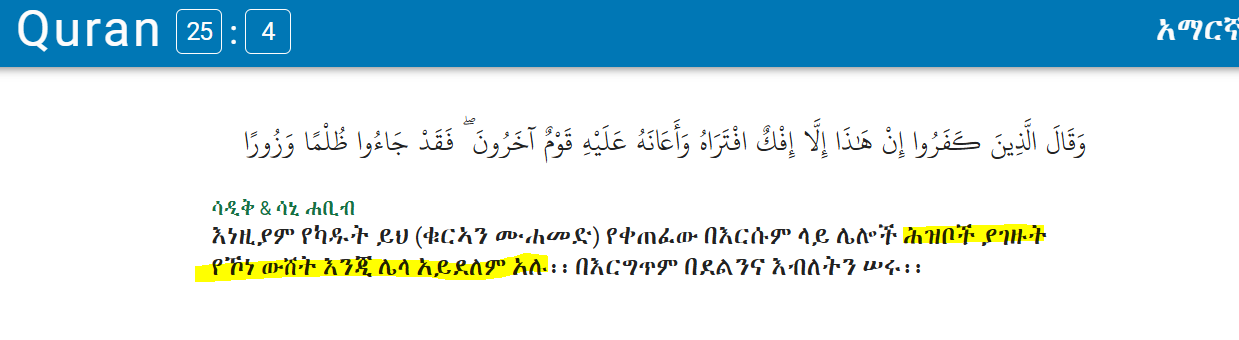 Quran 25 : 4 አማርኛ
وَقَالَ الَّذِينَ كَفَرُوا إِنْ هَٰذَا إِلَّا إِفْكٌ افْتَرَاهُ وَأَعَانَهُ عَلَيْهِ قَوْمٌ آخَرُونَ ۖ فَقَدْ جَاءُوا ظُلْمًا وَزُورًا
ሳዲቅ & ሳኒ ሐቢብ
እነዚያም የካዱት ይህ (ቁርኣን ሙሐመድ) የቀጠፈው በእርሱም ላይ ሌሎች ሕዝቦች ያገዙት
የኾነ ውሸት እንጂ ሌላ አይደለም አሉ፡፡ በእርግጥም በደልንና እብለትን ሠሩ፡፡